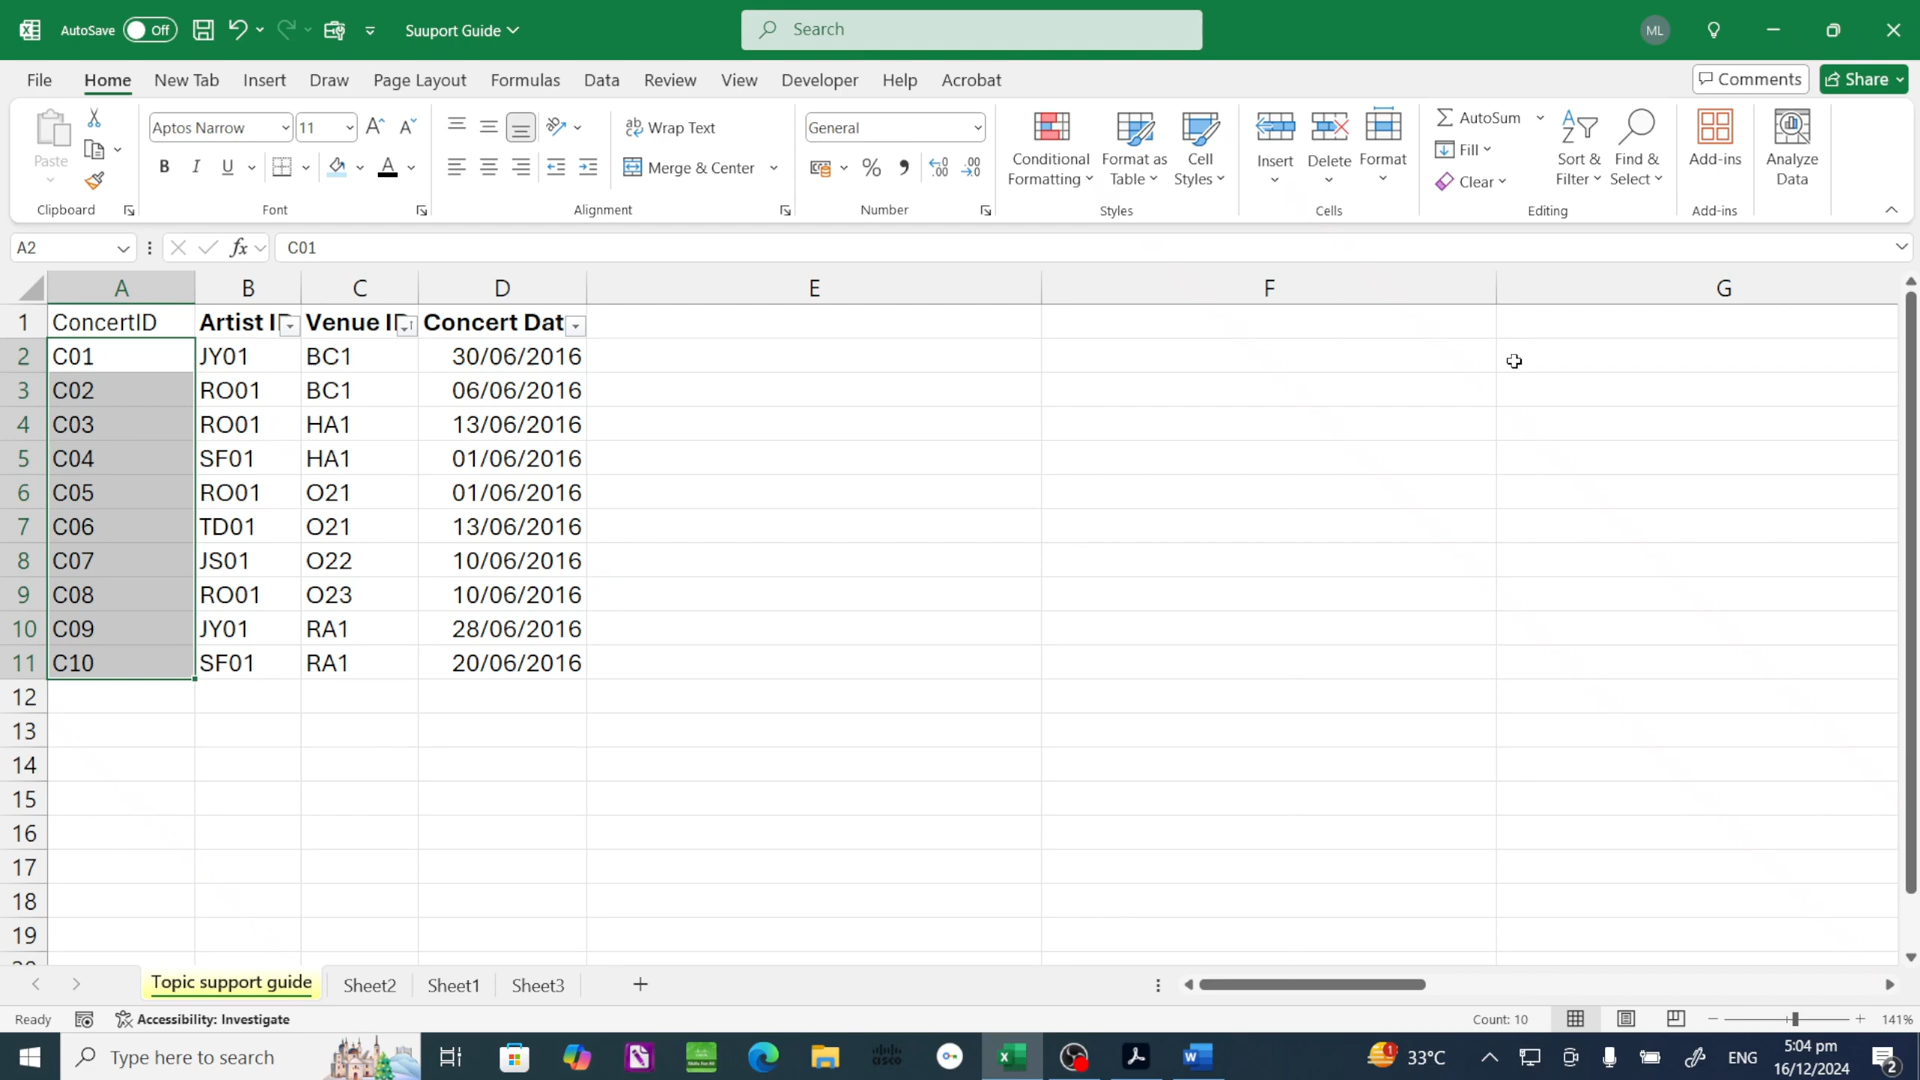 AutoSave Off Suuport Guide Search ML
File Home New Tab Insert Draw Page Layout Formulas Data Review View Developer Help Acrobat Comments Share
Paste Narrow 11 Wrap Text General Conditional Formatting Format as Table Cell Styles Insert Delete Format AutoSum Fill Clear Sort & Filter Find & Select Add-ins Analyze Data
B I U A Merge & Center % 
Clipboard Font Alignment Number Styles Cells Editing Add-ins
A2 fx C01
A B C D E F G
1 ConcertID Artist I Venue I Concert Dat
2 C01 JY01 BC1 30/06/2016
3 C02 RO01 BC1 06/06/2016
4 C03 RO01 HA1 13/06/2016
5 C04 SF01 HA1 01/06/2016
6 C05 RO01 O21 01/06/2016
7 C06 TD01 O21 13/06/2016
8 C07 JS01 O22 10/06/2016
9 C08 RO01 O23 10/06/2016
10 C09 JY01 RA1 28/06/2016
11 C10 SF01 RA1 20/06/2016
12
13
14
15
16
17
18
19
Topic support guide Sheet2 Sheet1 Sheet3
Ready Accessibility: Investigate Count: 10 141%
Type here to search 33°C ENG 5:04 pm
16/12/2024 2